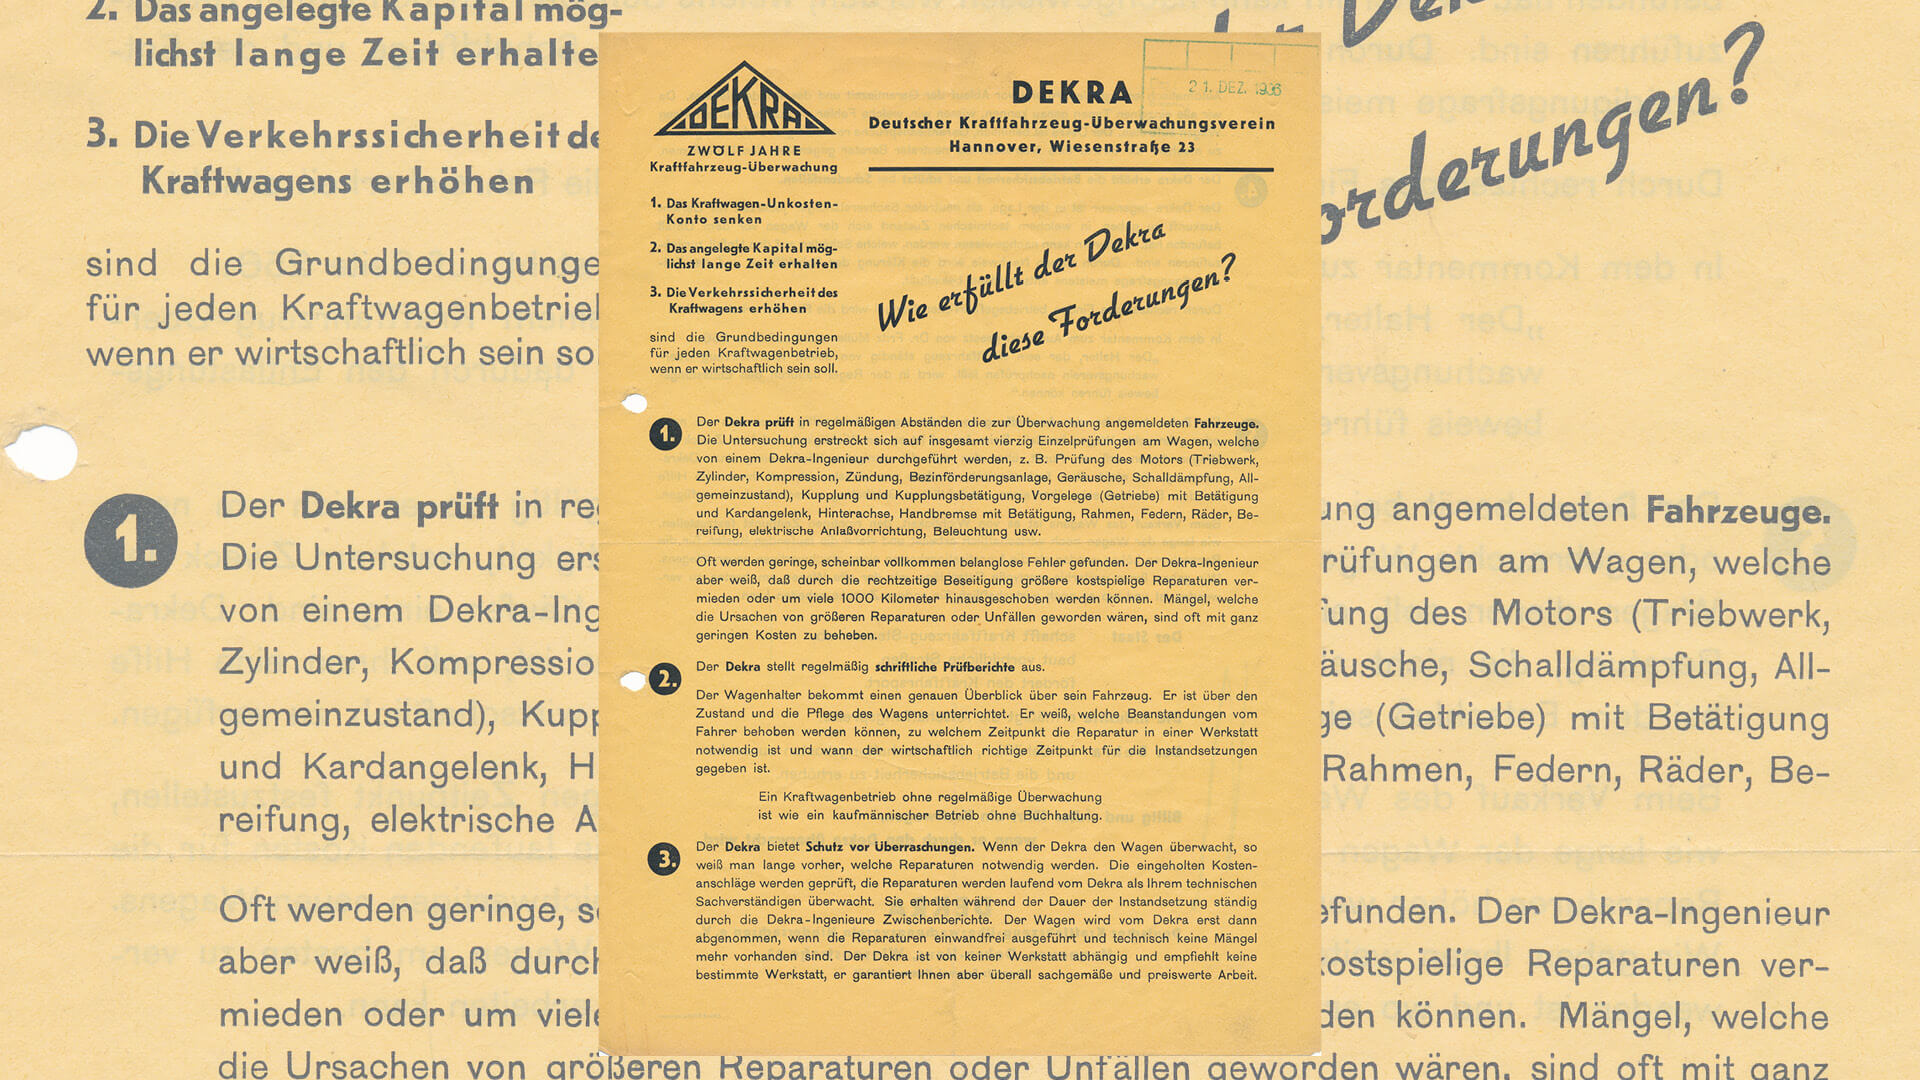 DEKRA
ZWÖLF JAHRE
Kraftfahrzeug-Überwachung
DEKRA
21. DEZ. 1936
Deutscher Kraftfahrzeug-Überwachungsverein
Hannover, Wiesenstraße 23
1. Das Kraftwagen-Unkosten-
Konto senken
2. Das angelegte Kapital mög-
lichst lange Zeit erhalten
3. Die Verkehrssicherheit des
Kraftwagens erhöhen
sind die Grundbedingungen
für jeden Kraftwagenbetrieb,
wenn er wirtschaftlich sein soll.
Wie erfüllt der Dekra
diese Forderungen?
1. Der Dekra prüft in regelmäßigen Abständen die zur Überwachung angemeldeten Fahrzeuge.
Die Untersuchung erstreckt sich auf insgesamt vierzig Einzelprüfungen am Wagen, welche
von einem Dekra-Ingenieur durchgeführt werden, z. B. Prüfung des Motors (Triebwerk,
Zylinder, Kompression, Zündung, Bezinförderungsanlage, Geräusche, Schalldämpfung, All-
gemeinzustand), Kupplung und Kupplungsbetätigung, Vorgelege (Getriebe) mit Betätigung
und Kardangelenk, Hinterachse, Handbremse mit Betätigung, Rahmen, Federn, Räder, Be-
reifung, elektrische Anlaßvorrichtung, Beleuchtung usw.
Oft werden geringe, scheinbar vollkommen belanglose Fehler gefunden. Der Dekra-Ingenieur
aber weiß, daß durch die rechtzeitige Beseitigung größere kostspielige Reparaturen ver-
mieden oder um viele 1000 Kilometer hinausgeschoben werden können. Mängel, welche
die Ursachen von größeren Reparaturen oder Unfällen geworden wären, sind oft mit ganz
geringen Kosten zu beheben.
2. Der Dekra stellt regelmäßig schriftliche Prüfberichte aus.
Der Wagenhalter bekommt einen genauen Überblick über sein Fahrzeug. Er ist über den
Zustand und die Pflege des Wagens unterrichtet. Er weiß, welche Beanstandungen vom
Fahrer behoben werden können, zu welchem Zeitpunkt die Reparatur in einer Werkstatt
notwendig ist und wann der wirtschaftlich richtige Zeitpunkt für die Instandsetzungen
gegeben ist.
Ein Kraftwagenbetrieb ohne regelmäßige Überwachung
ist wie ein kaufmännischer Betrieb ohne Buchhaltung.
3. Der Dekra bietet Schutz vor Überraschungen. Wenn der Dekra den Wagen überwacht, so
weiß man lange vorher, welche Reparaturen notwendig werden. Die eingeholten Kosten-
anschläge werden geprüft, die Reparaturen werden laufend vom Dekra als Ihrem technischen
Sachverständigen überwacht. Sie erhalten während der Dauer der Instandsetzung ständig
durch die Dekra-Ingenieure Zwischenberichte. Der Wagen wird vom Dekra erst dann
abgenommen, wenn die Reparaturen einwandfrei ausgeführt und technisch keine Mängel
mehr vorhanden sind. Der Dekra ist von keiner Werkstatt abhängig und empfiehlt keine
bestimmte Werkstatt, er garantiert Ihnen aber überall sachgemäße und preiswerte Arbeit.
2. Das angelegte Kapital mög-
lichst lange Zeit erhalte
3. Die Verkehrssicherheit de
Kraftwagens erhöhen
sind die Grundbedingunge
für jeden Kraftwagenbetrie
wenn er wirtschaftlich sein so
orderungen?
1. Der Dekra prüft in re
ung angemeldeten Fahrzeuge.
Die Untersuchung ers
rüfungen am Wagen, welche
von einem Dekra-Ing
fung des Motors (Triebwerk,
Zylinder, Kompressio
äusche, Schalldämpfung, All-
gemeinzustand), Kupp
ge (Getriebe) mit Betätigung
und Kardangelenk, H
Rahmen, Federn, Räder, Be-
reifung, elektrische A
Oft werden geringe, s
efunden. Der Dekra-Ingenieur
aber weiß, daß durch
kostspielige Reparaturen ver-
mieden oder um viele
den können. Mängel, welche
die Ursachen von größeren Reparaturen oder Unfällen geworden wären, sind oft mit ganz